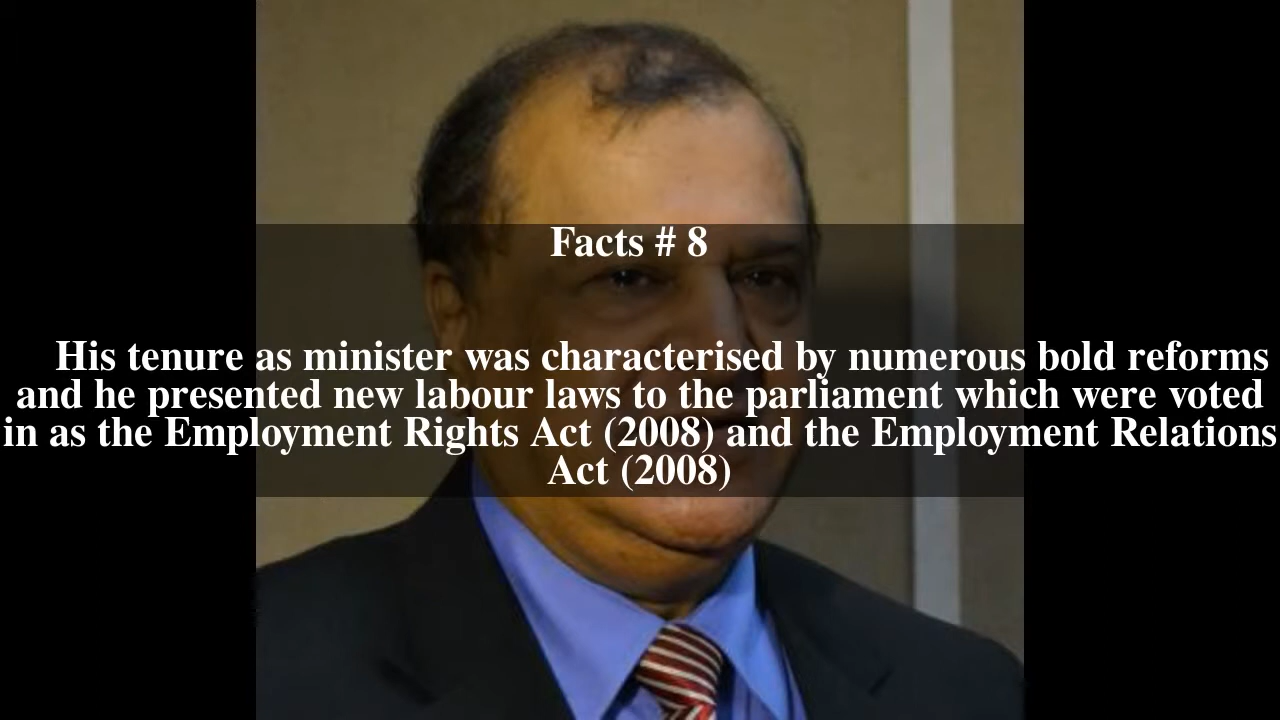 Facts # 8
His tenure as minister was characterised by numerous bold reforms
and he presented new labour laws to the parliament which were voted
in as the Employment Rights Act (2008) and the Employment Relations
Act (2008)